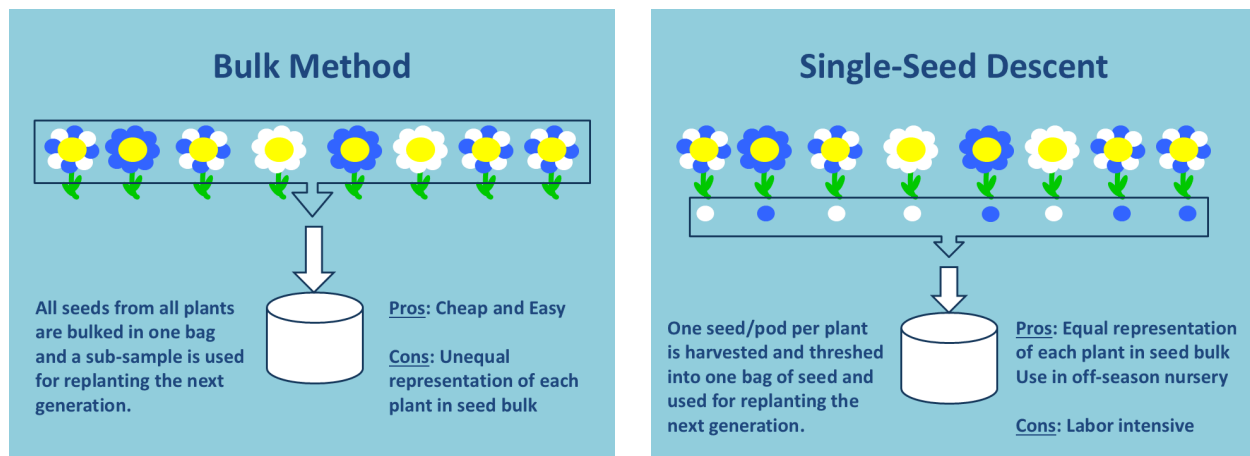 Bulk Method
All seeds from all plants
are bulked in one bag
and a sub-sample is used
for replanting the next
generation.
Pros: Cheap and Easy
Cons: Unequal
representation of each
plant in seed bulk
Single-Seed Descent
One seed/pod per plant
is harvested and threshed
into one bag of seed and
used for replanting the
next generation.
Pros: Equal representation
of each plant in seed bulk
Use in off-season nursery
Cons: Labor intensive